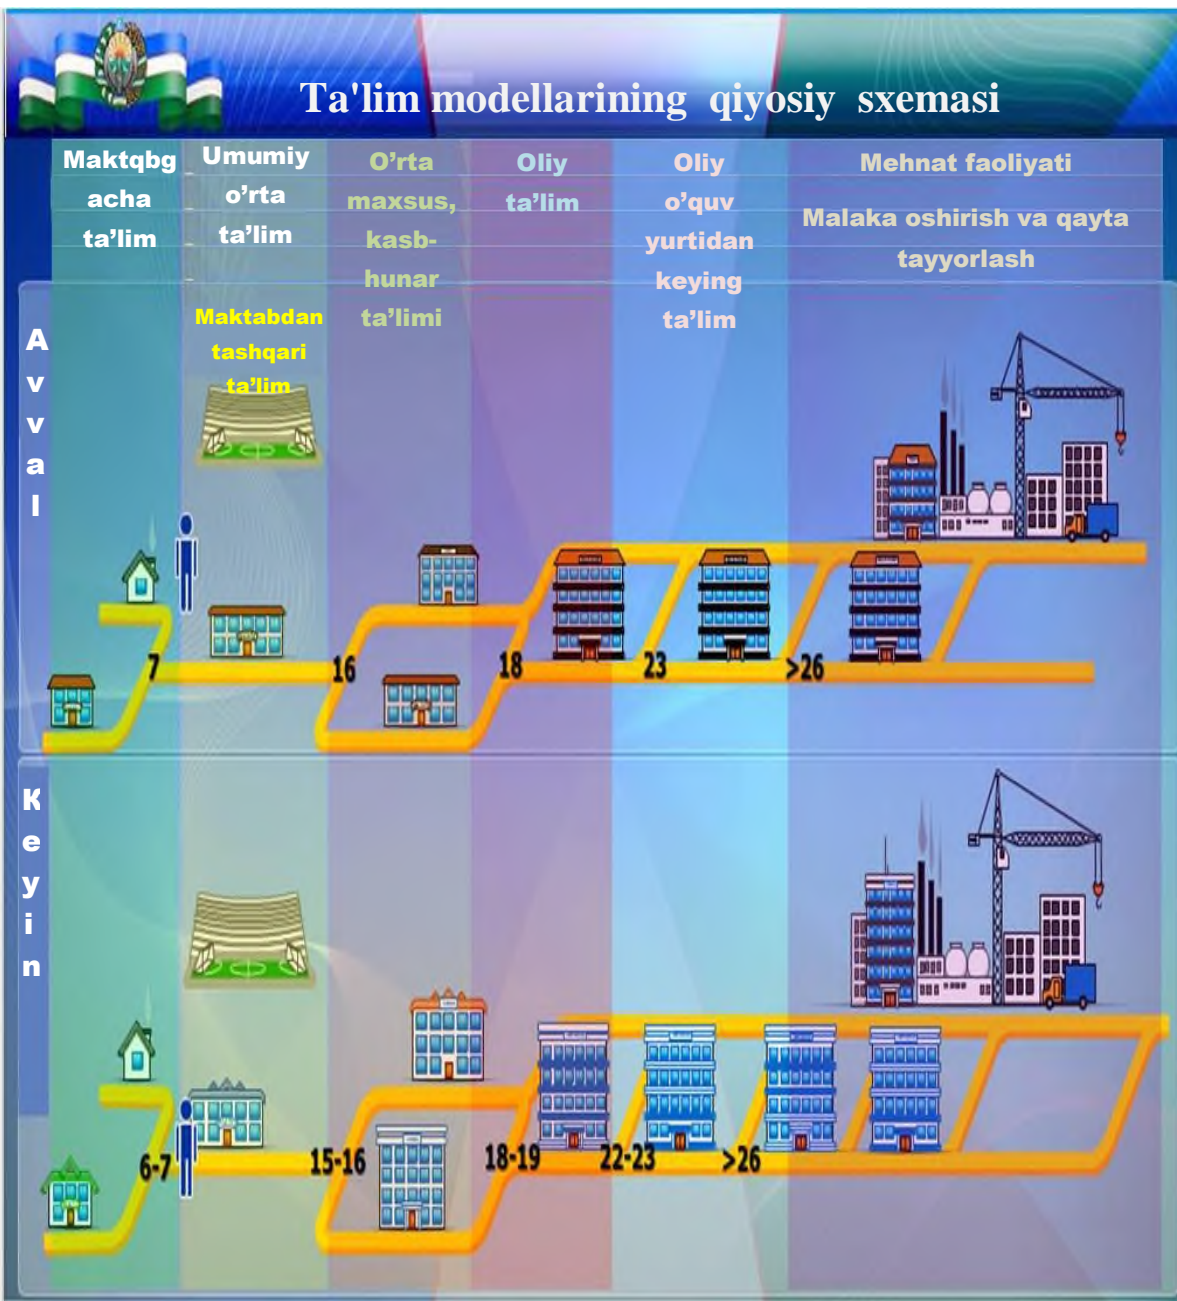 Ta'lim modellarining qiyosiy sxemasi
Maktqbg
acha
ta’lim
Umumiy
o’rta
ta’lim
Maktabdan
tashqari
ta’lim
O’rta
maxsus,
kasb-
hunar
ta’limi
Oliy
ta’lim
Oliy
o’quv
yurtidan
keying
ta’lim
Mehnat faoliyati
Malaka oshirish va qayta
tayyorlash
A
v
v
a
l
7
16
18
23
>26
K
e
y
i
n
6-7
15-16
18-19
22-23
>26